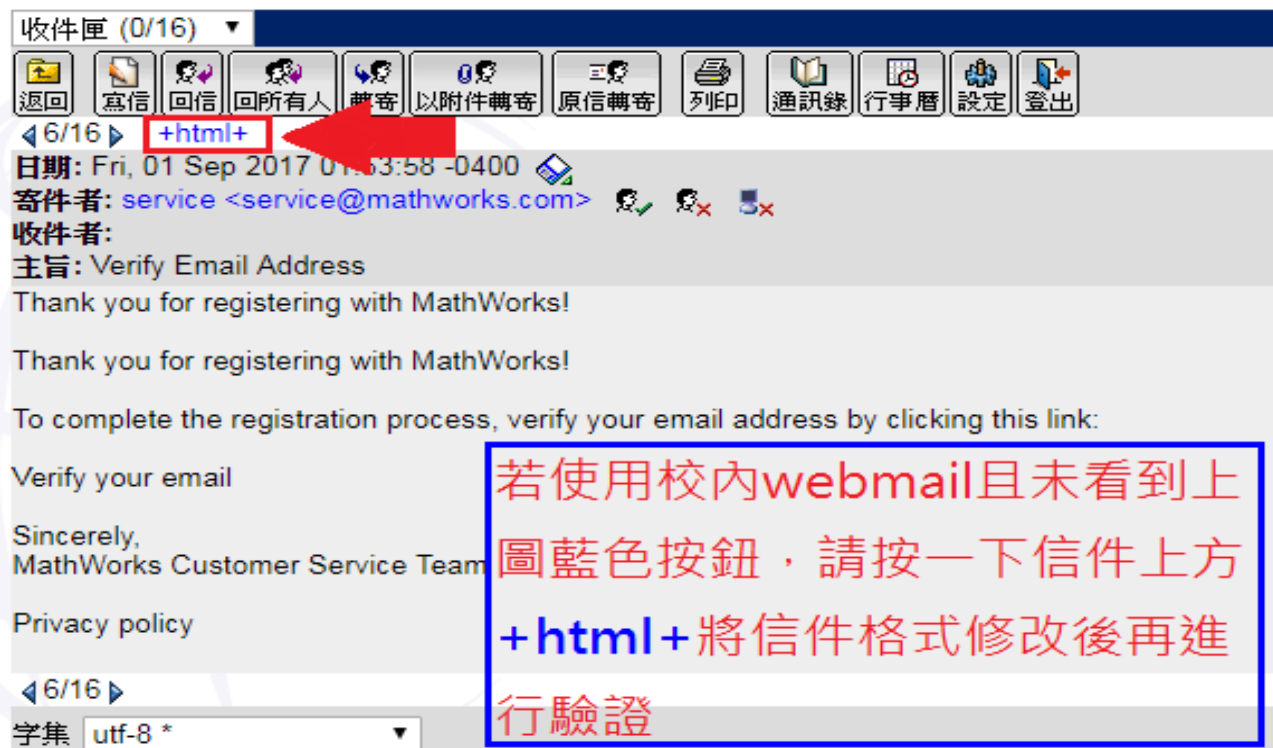 收件匣 (0/16)
返回 寫信 回信 回所有人 轉寄 以附件轉寄 原信轉寄 列印 通訊錄 行事曆 設定 登出
6/16 +html+
日期: Fri, 01 Sep 2017 01:53:58 -0400
寄件者: service <service@mathworks.com>
收件者:
主旨: Verify Email Address
Thank you for registering with MathWorks!
Thank you for registering with MathWorks!
To complete the registration process, verify your email address by clicking this link:
Verify your email
Sincerely,
MathWorks Customer Service Team
Privacy policy
若使用校內webmail且未看到上
圖藍色按鈕，請按一下信件上方
+html+將信件格式修改後再進
行驗證
6/16
字集 utf-8 *